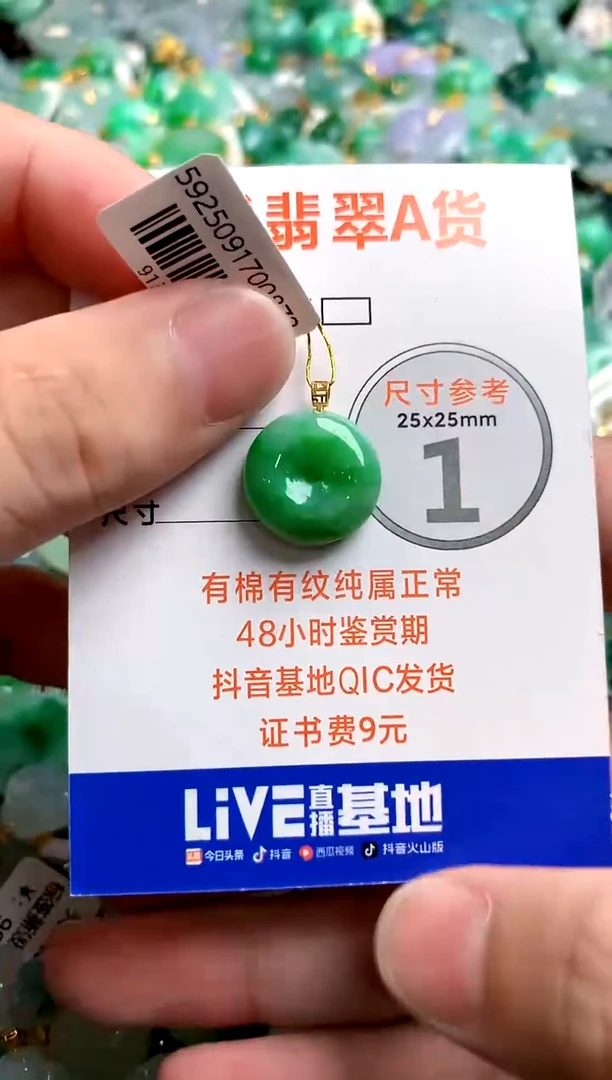 翡翠A货
5925091700073
尺寸参考
25x25mm
1
尺寸
有棉有纹纯属正常
48小时鉴赏期
抖音基地QIC发货
证书费9元
LiVE直播基地
今日头条 抖音 西瓜视频 抖音火山版